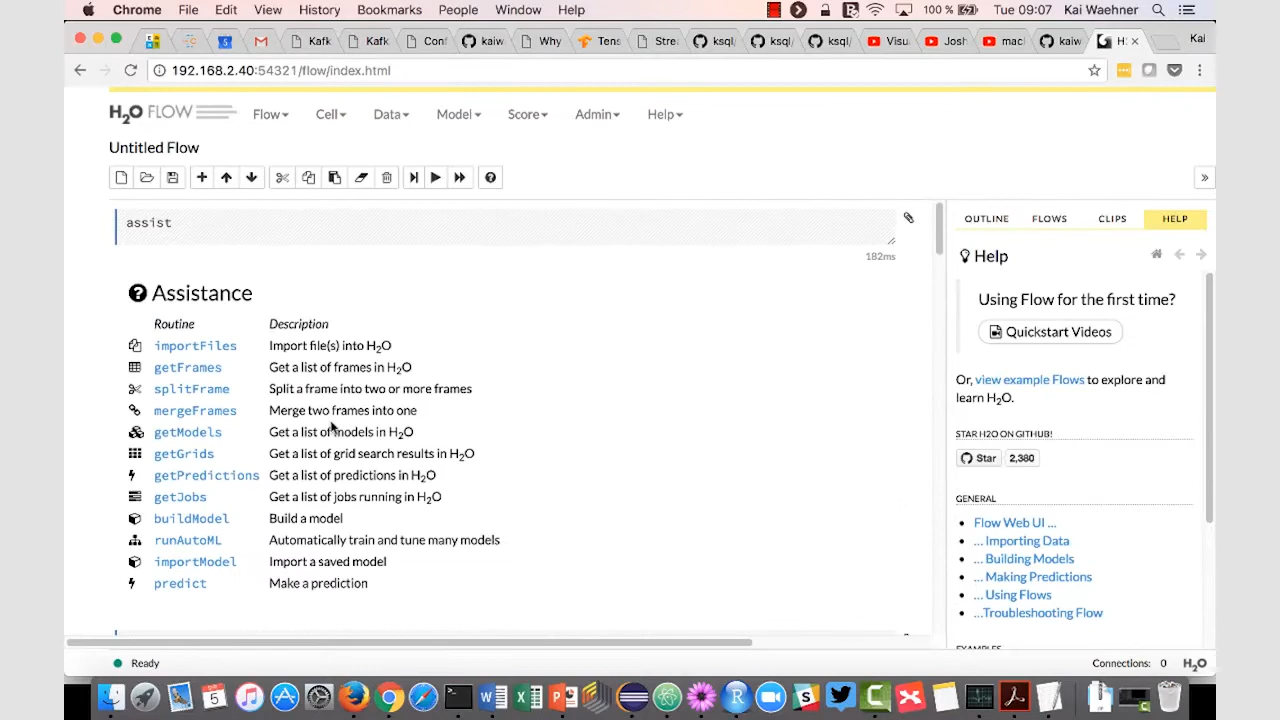 Chrome File Edit View History Bookmarks People Window Help 100 % Tue 09:07 Kai Waehner
5 Kafk Kafk Conf kaiw Why Tens Stre ksql/ ksql/ ksql/ Visu Josh mac kaiw H2 Kai
192.168.2.40:54321/flow/index.html
H2O FLOW Flow Cell Data Model Score Admin Help
Untitled Flow
assist
182ms
Assistance
Routine Description
importFiles Import file(s) into H2O
getFrames Get a list of frames in H2O
splitFrame Split a frame into two or more frames
mergeFrames Merge two frames into one
getModels Get a list of models in H2O
getGrids Get a list of grid search results in H2O
getPredictions Get a list of predictions in H2O
getJobs Get a list of jobs running in H2O
buildModel Build a model
runAutoML Automatically train and tune many models
importModel Import a saved model
predict Make a prediction
OUTLINE FLOWS CLIPS HELP
Help
Using Flow for the first time?
Quickstart Videos
Or, view example Flows to explore and
learn H2O.
STAR H2O ON GITHUB!
Star 2,380
GENERAL
Flow Web UI ...
... Importing Data
... Building Models
... Making Predictions
... Using Flows
...Troubleshooting Flow
EXAMPLES
Ready Connections: 0 H2O
5